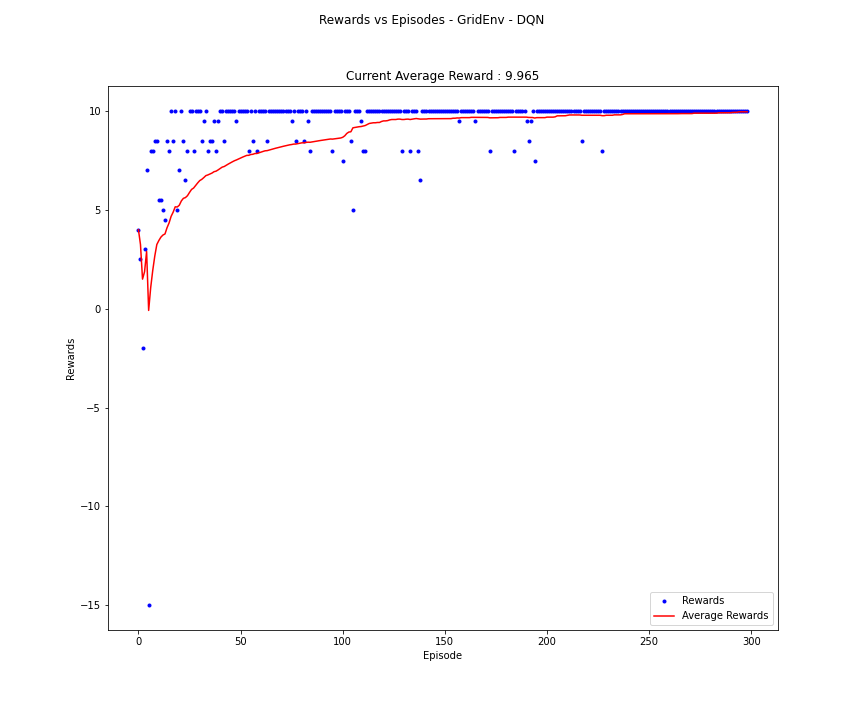 Rewards vs Episodes - GridEnv - DQN
Current Average Reward : 9.965
Rewards
10
5
0
−5
−10
−15
0 50 100 150 200 250 300
Episode
Rewards
Average Rewards